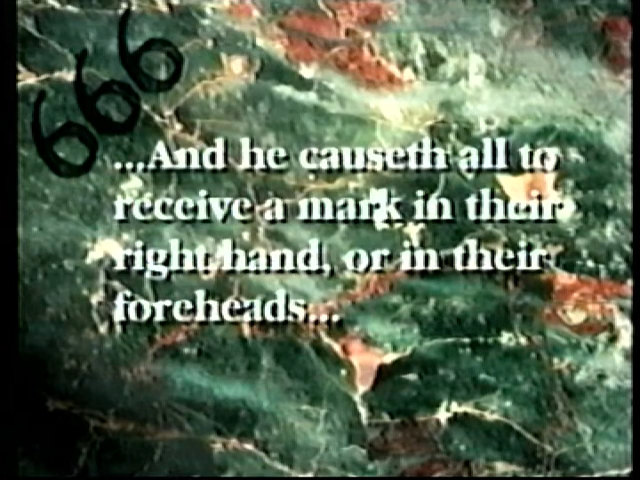 666
...And he causeth all to
receive a mark in their
right hand, or in their
foreheads...